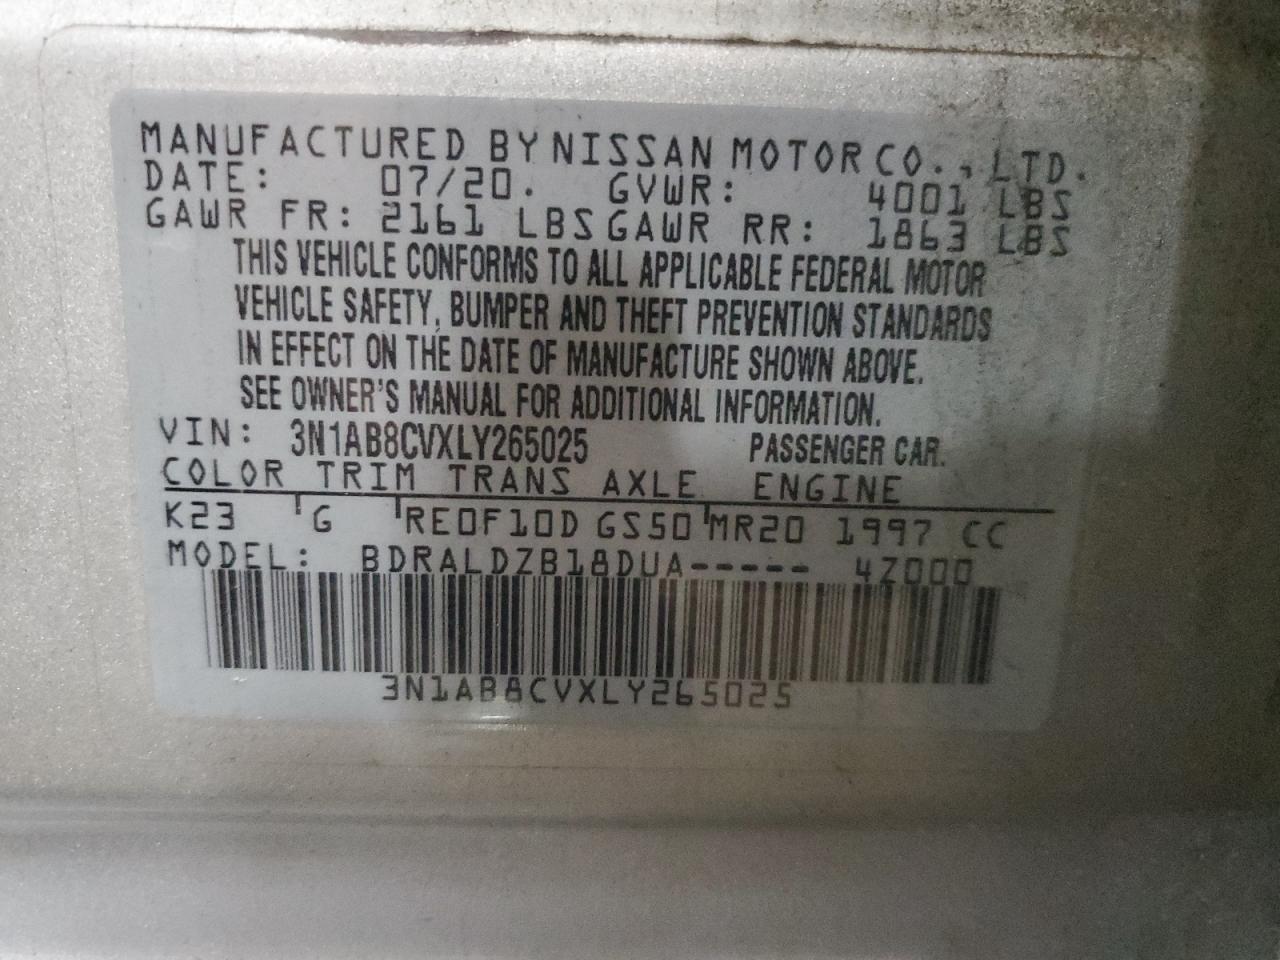 MANUFACTURED BY NISSAN MOTOR CO., LTD.
DATE: 07/20. GVWR: 4001 LBS
GAWR FR: 2161 LBS GAWR RR: 1863 LBS
THIS VEHICLE CONFORMS TO ALL APPLICABLE FEDERAL MOTOR
VEHICLE SAFETY, BUMPER AND THEFT PREVENTION STANDARDS
IN EFFECT ON THE DATE OF MANUFACTURE SHOWN ABOVE.
SEE OWNER'S MANUAL FOR ADDITIONAL INFORMATION.
VIN: 3N1AB8CVXLY265025 PASSENGER CAR.
COLOR TRIM TRANS AXLE ENGINE
K23 G RE0F10D GS50 MR20 1997 CC
MODEL: BDRALDZB18DUA----- 4Z000
3N1AB8CVXLY265025